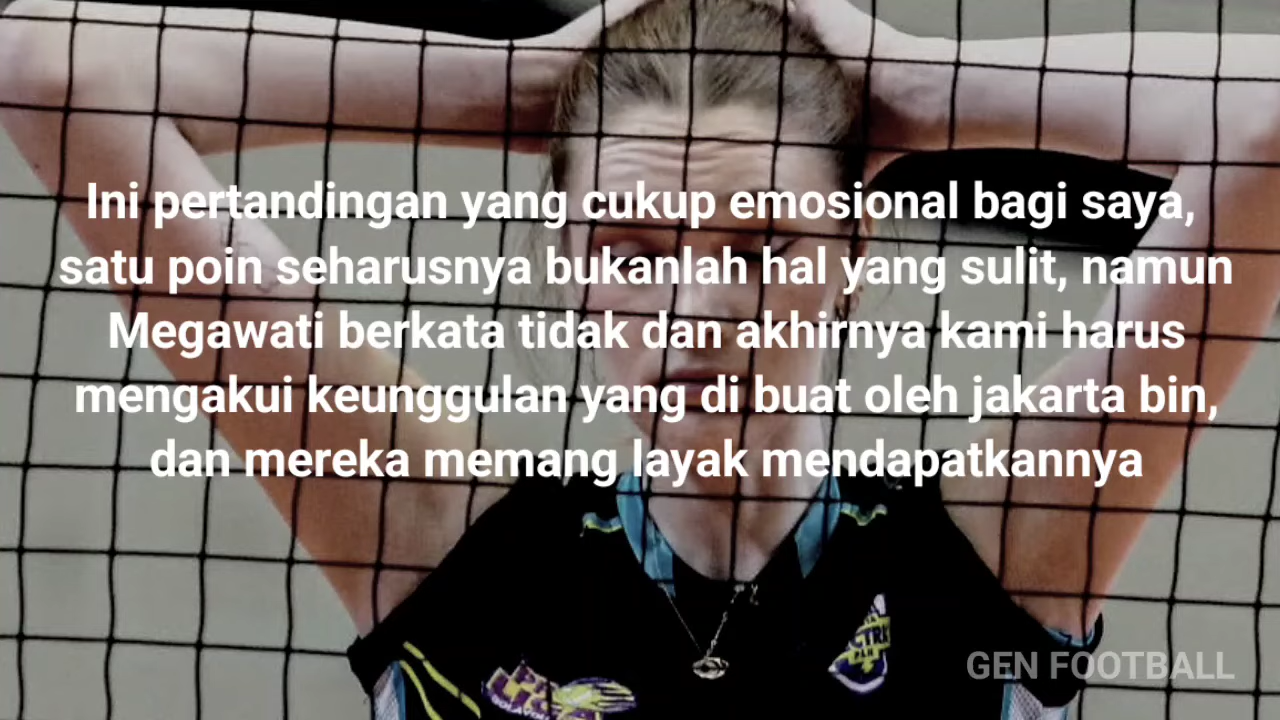 Ini pertandingan yang cukup emosional bagi saya,
satu poin seharusnya bukanlah hal yang sulit, namun
Megawati berkata tidak dan akhirnya kami harus
mengakui keunggulan yang di buat oleh jakarta bin,
dan mereka memang layak mendapatkannya
GEN FOOTBALL